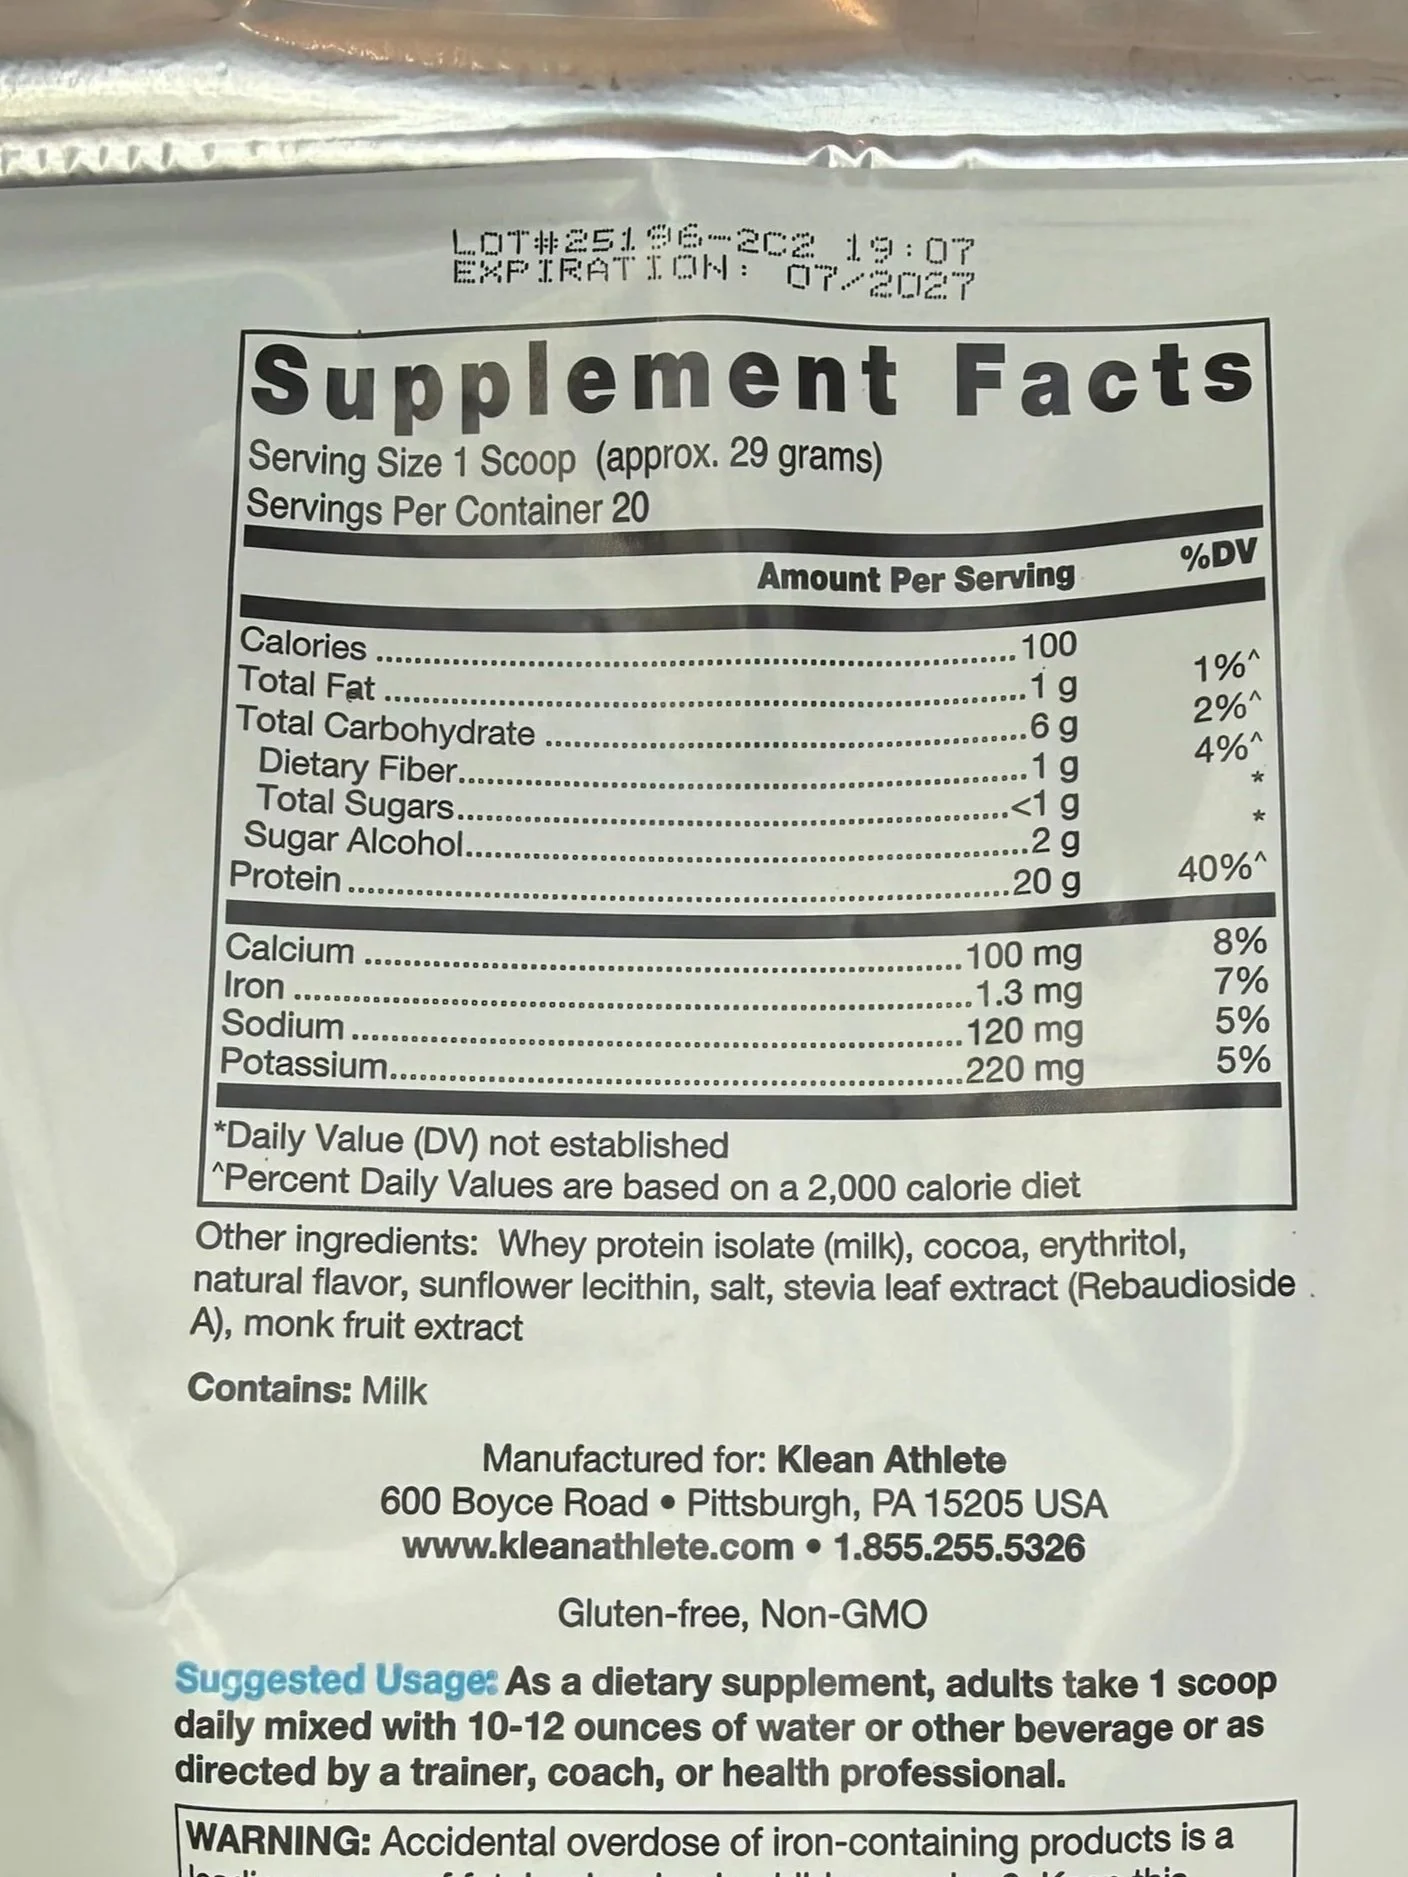 LOT#25196-2C2 19:07
EXPIRATION: 07/2027
Supplement Facts
Serving Size 1 Scoop (approx. 29 grams)
Servings Per Container 20
Amount Per Serving %DV
Calories 100
Total Fat 1 g 1%^
Total Carbohydrate 6 g 2%^
Dietary Fiber 1 g 4%^
Total Sugars <1 g *
Sugar Alcohol 2 g *
Protein 20 g 40%^
Calcium 100 mg 8%
Iron 1.3 mg 7%
Sodium 120 mg 5%
Potassium 220 mg 5%
*Daily Value (DV) not established
^Percent Daily Values are based on a 2,000 calorie diet
Other ingredients: Whey protein isolate (milk), cocoa, erythritol,
natural flavor, sunflower lecithin, salt, stevia leaf extract (Rebaudioside
A), monk fruit extract
Contains: Milk
Manufactured for: Klean Athlete
600 Boyce Road • Pittsburgh, PA 15205 USA
www.kleanathlete.com • 1.855.255.5326
Gluten-free, Non-GMO
Suggested Usage: As a dietary supplement, adults take 1 scoop
daily mixed with 10-12 ounces of water or other beverage or as
directed by a trainer, coach, or health professional.
WARNING: Accidental overdose of iron-containing products is a